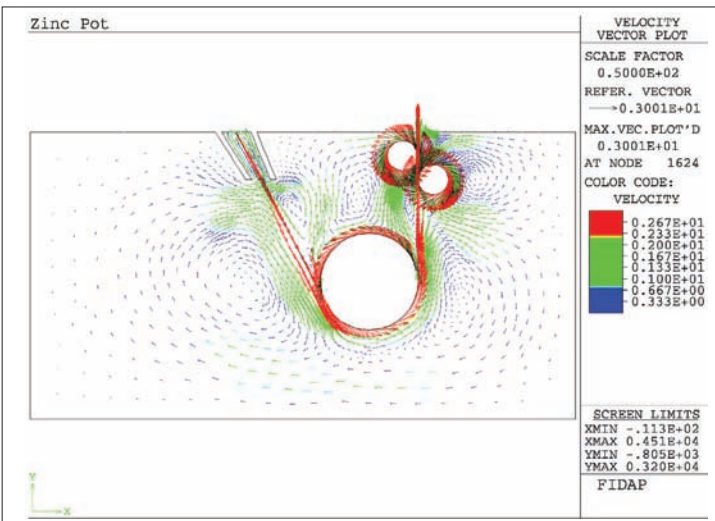 Zinc Pot
VELOCITY
VECTOR PLOT
SCALE FACTOR
0.5000E+02
REFER. VECTOR
0.3001E+01
MAX.VEC.PLOT'D
0.3001E+01
AT NODE 1624
COLOR CODE:
VELOCITY
0.267E+01
0.233E+01
0.200E+01
0.167E+01
0.133E+01
0.100E+01
0.667E+00
0.333E+00
SCREEN LIMITS
XMIN -.113E+02
XMAX 0.451E+04
YMIN -.805E+03
YMAX 0.320E+04
FIDAP
Y
X